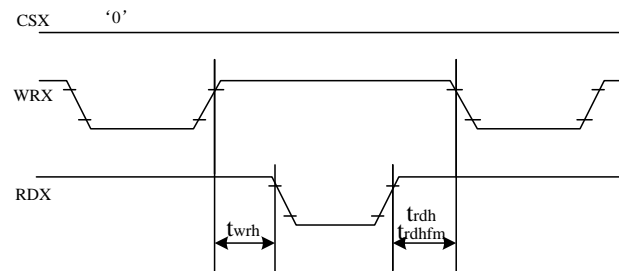 CSX ‘0’
WRX
RDX
twrh
trdh
trdhfm